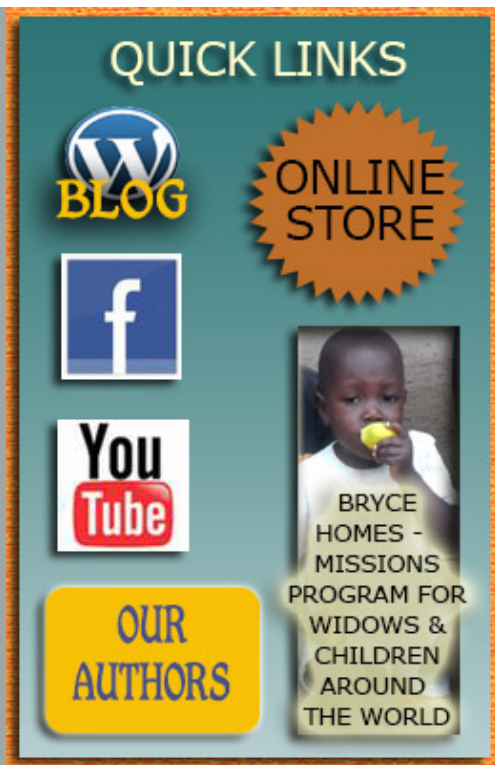 QUICK LINKS
W
BLOG
ONLINE
STORE
f
You
Tube
OUR
AUTHORS
BRYCE
HOMES -
MISSIONS
PROGRAM FOR
WIDOWS &
CHILDREN
AROUND
THE WORLD